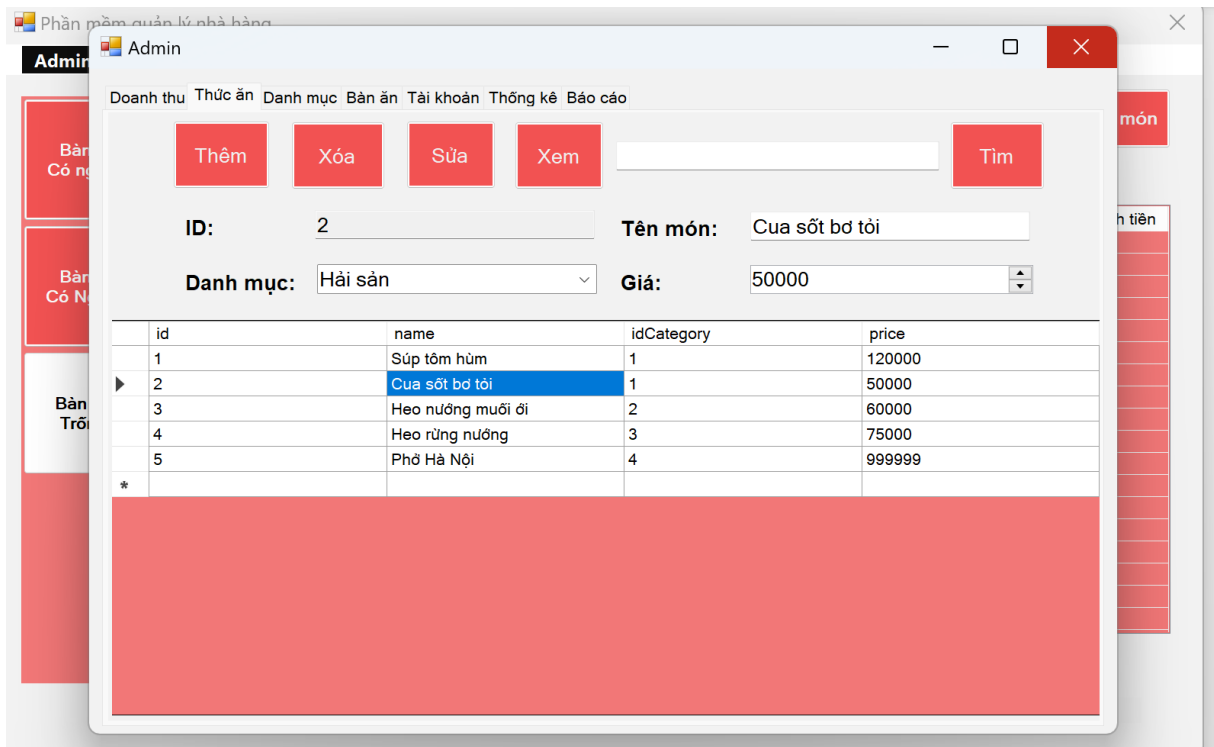 Phần mềm quản lý nhà hàng
Admin
Admin
Doanh thu Thức ăn Danh mục Bàn ăn Tài khoản Thống kê Báo cáo
Thêm Xóa Sửa Xem Tìm
ID: 2 Tên món: Cua sốt bơ tỏi
Danh mục: Hải sản Giá: 50000
id name idCategory price
1 Súp tôm hùm 1 120000
2 Cua sốt bơ tỏi 1 50000
3 Heo nướng muối ới 2 60000
4 Heo rừng nướng 3 75000
5 Phở Hà Nội 4 999999
*
Bàn
Có
Bàn
Có
Bàn
món
tiền